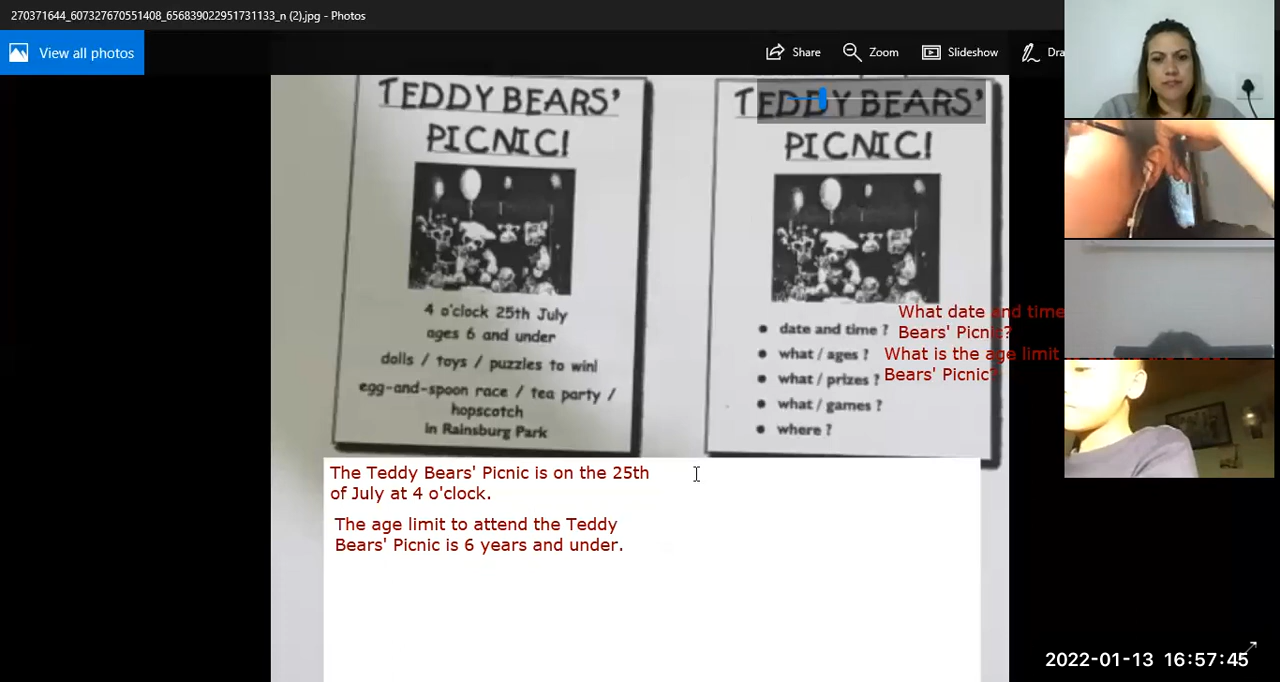 270371644_607327670551408_656839022951731133_n (2).jpg - Photos
View all photos
Share
Zoom
Slideshow
Dra
TEDDY BEARS'
PICNIC!
4 o'clock 25th July
ages 6 and under
dolls / toys / puzzles to win!
egg-and-spoon race / tea party /
hopscotch
in Rainsburg Park
TEDDY BEARS'
PICNIC!
• date and time ?
• what / ages ?
• what / prizes ?
• what / games ?
• where ?
What date and time
Bears' Picnic?
What is the age limit
Bears' Picnic?
The Teddy Bears' Picnic is on the 25th
of July at 4 o'clock.
The age limit to attend the Teddy
Bears' Picnic is 6 years and under.
2022-01-13 16:57:45